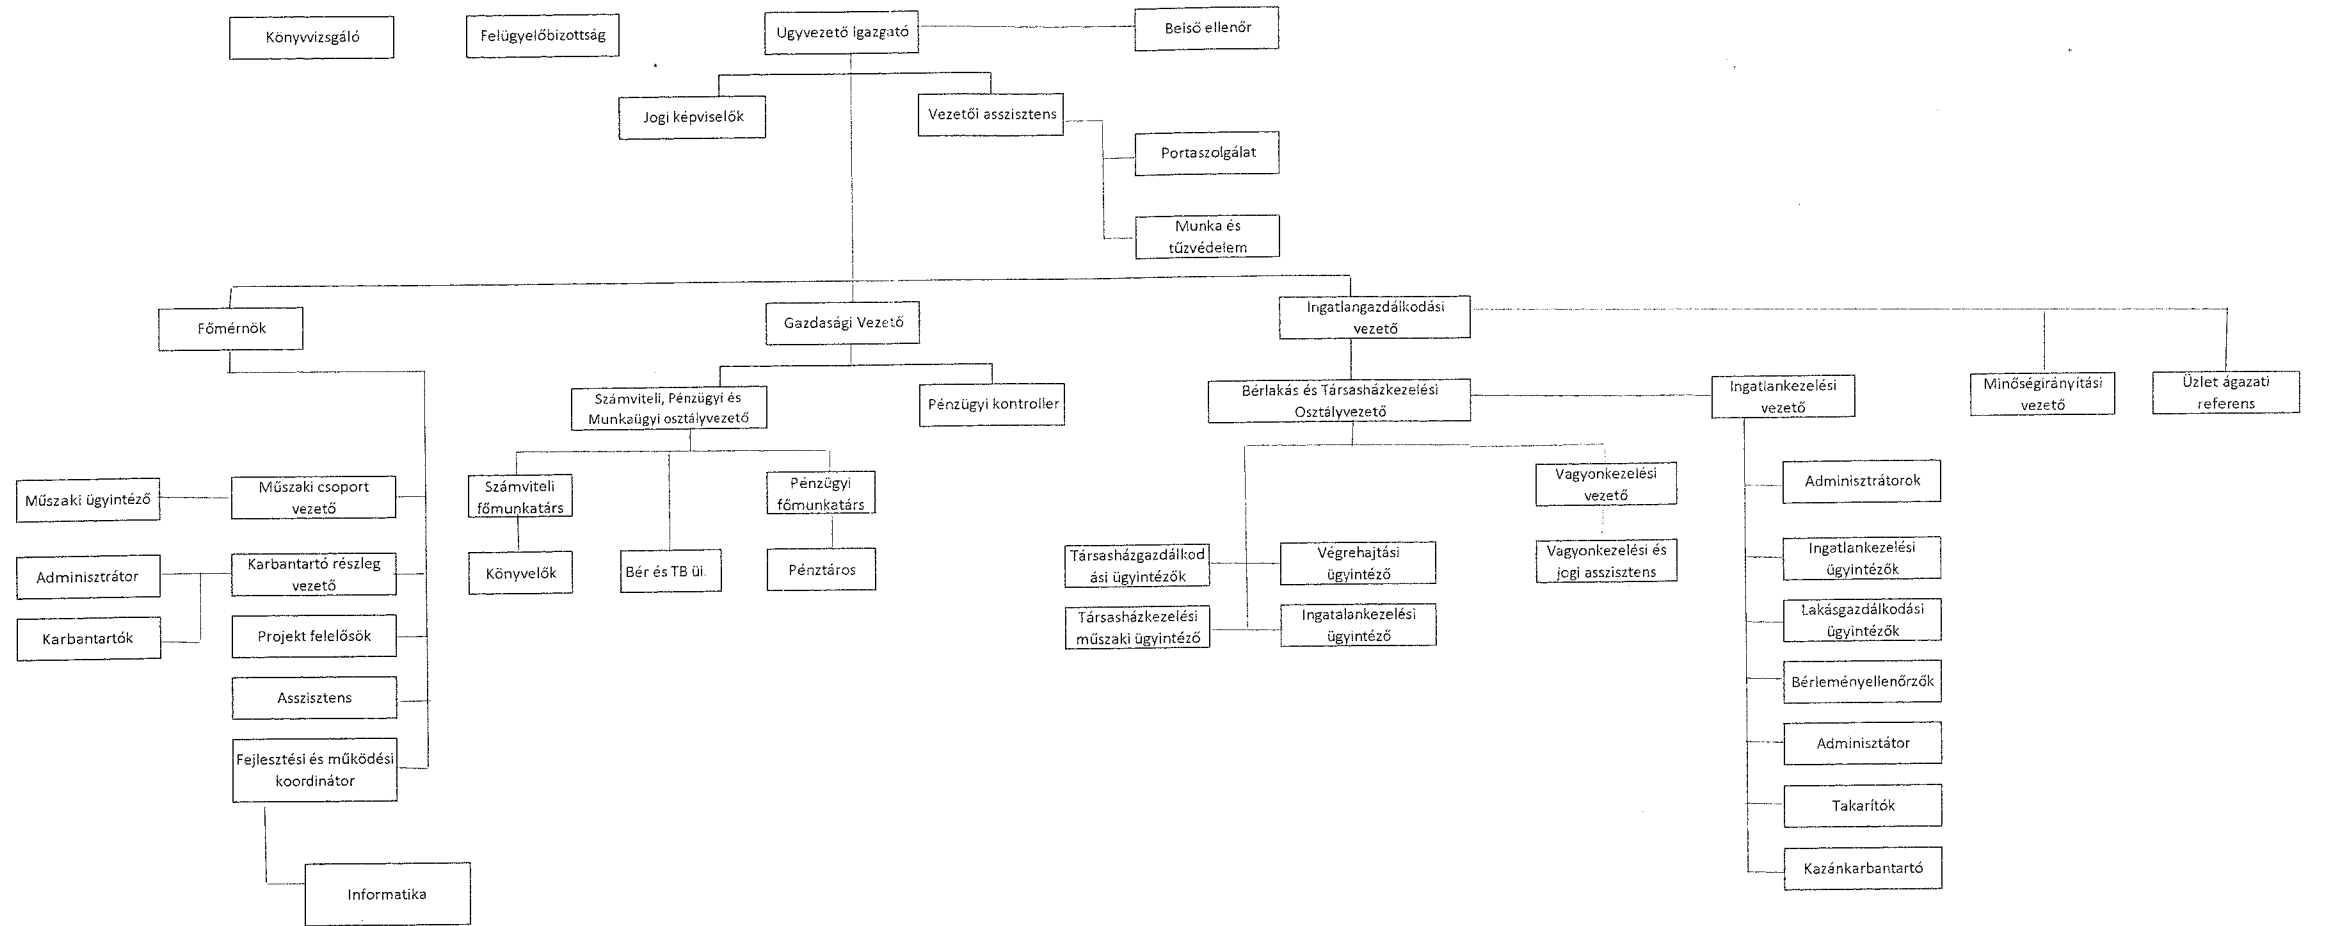 Könyvvizsgáló
Felügyelőbizottság
Ügyvezető igazgató
Belső ellenőr
Jogi képviselők
Vezetői asszisztens
Portaszolgálat
Munka és
tűzvédelem
Főmérnök
Gazdasági Vezető
Ingatlangazdálkodási
vezető
Számviteli, Pénzügyi és
Munkaügyi osztályvezető
Pénzügyi kontroller
Bérlakás és Társasházkezelési
Osztályvezető
Ingatlankezelési
vezető
Minőségirányítási
vezető
Üzlet ágazati
referens
Műszaki ügyintéző
Műszaki csoport
vezető
Számviteli
főmunkatárs
Pénzügyi
főmunkatárs
Vagyonkezelési
vezető
Adminisztrátorok
Adminisztrátor
Karbantartó részleg
vezető
Könyvelők
Bér és TB üi.
Pénztáros
Társasházgazdálkod
ási ügyintézők
Végrehajtási
ügyintéző
Vagyonkezelési és
jogi asszisztens
Ingatlankezelési
ügyintézők
Karbantartók
Projekt felelősök
Társasházkezelési
műszaki ügyintéző
Ingatalankezelési
ügyintéző
Lakásgazdálkodási
ügyintézők
Asszisztens
Bérleményellenőrzők
Fejlesztési és működési
koordinátor
Adminisztátor
Takarítók
Informatika
Kazánkarbantartó